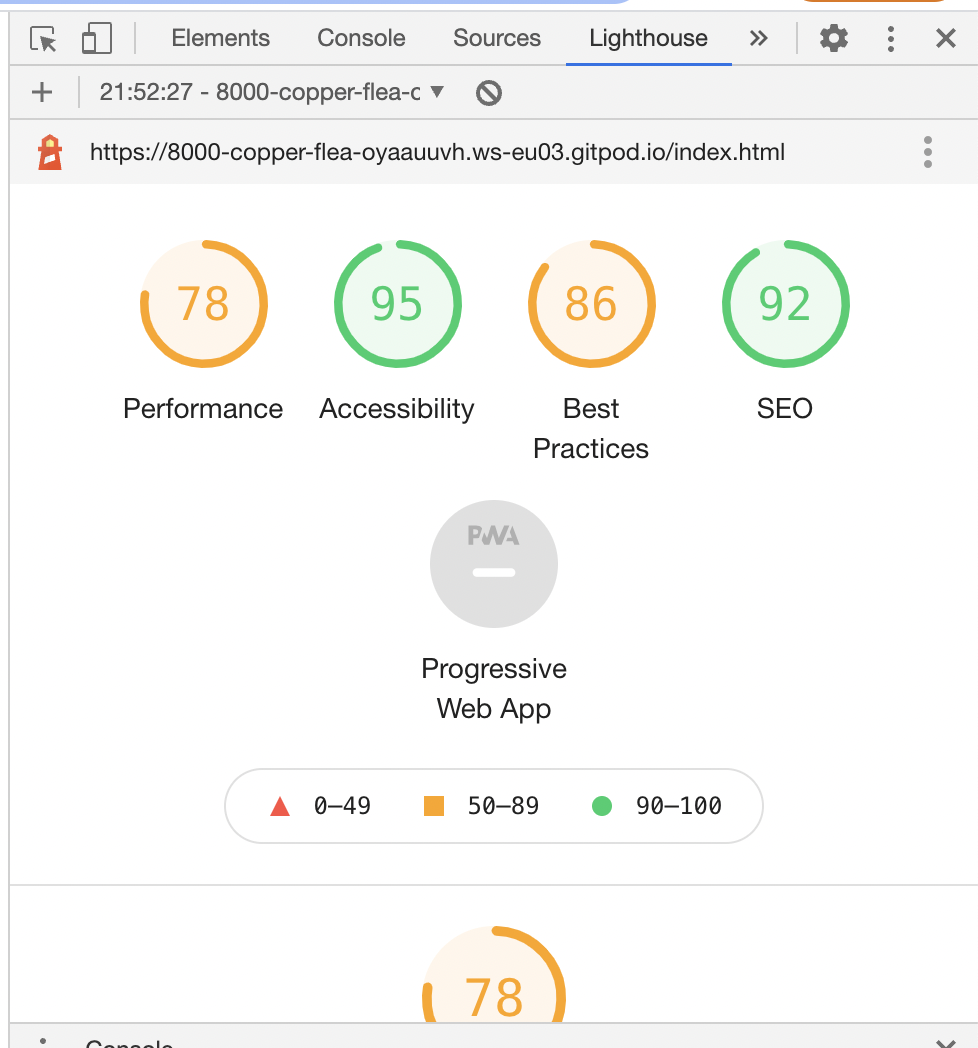 Elements Console Sources Lighthouse
21:52:27 - 8000-copper-flea-c
https://8000-copper-flea-oyaauuvh.ws-eu03.gitpod.io/index.html
78 95 86 92
Performance Accessibility Best Practices SEO
PWA
Progressive
Web App
0–49 50–89 90–100
78
Console